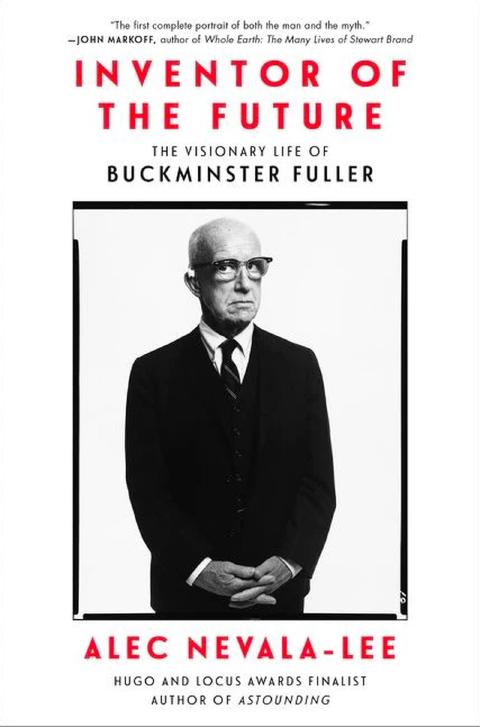 "The first complete portrait of both the man and the myth."
—JOHN MARKOFF, author of Whole Earth: The Many Lives of Stewart Brand
INVENTOR OF
THE FUTURE
THE VISIONARY LIFE OF
BUCKMINSTER FULLER
ALEC NEVALA-LEE
HUGO AND LOCUS AWARDS FINALIST
AUTHOR OF ASTOUNDING